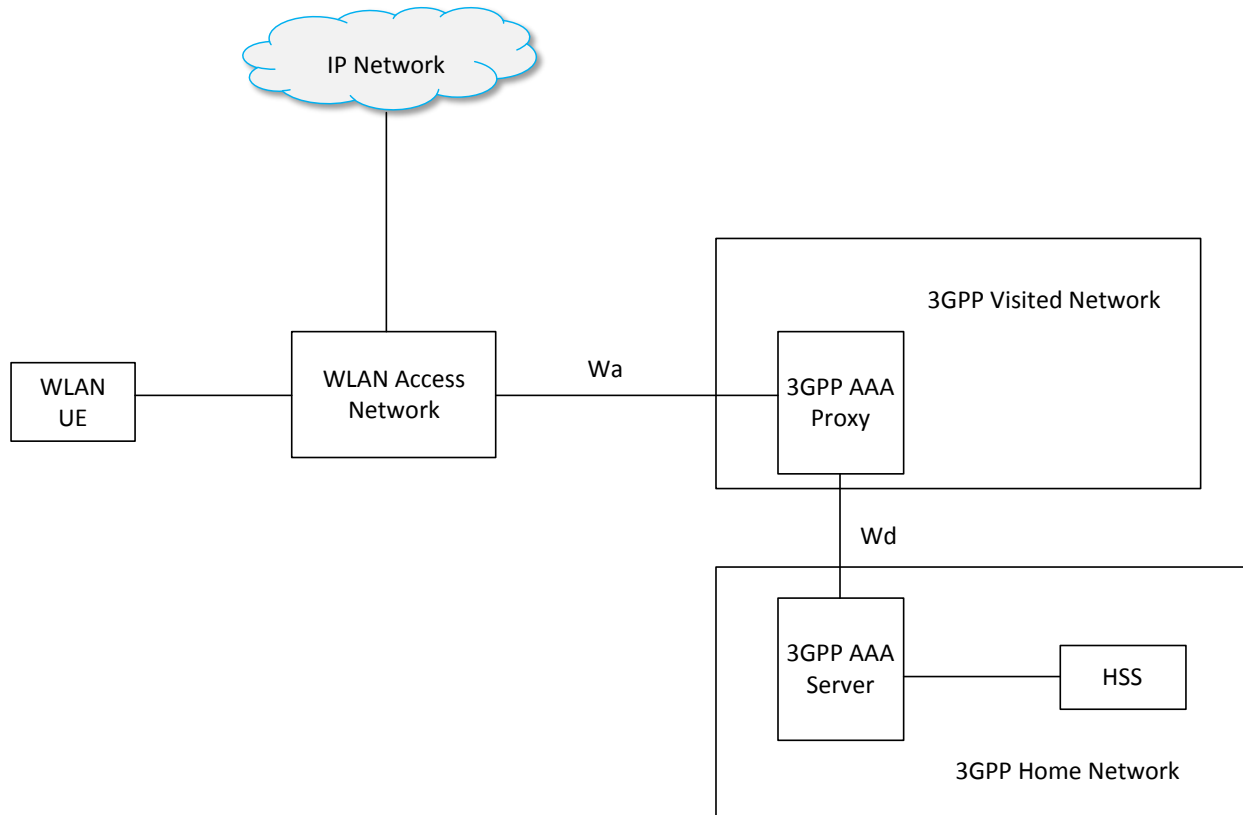 IP Network
3GPP Visited Network
WLAN
UE
WLAN Access
Network
Wa
3GPP AAA
Proxy
Wd
3GPP AAA
Server
HSS
3GPP Home Network